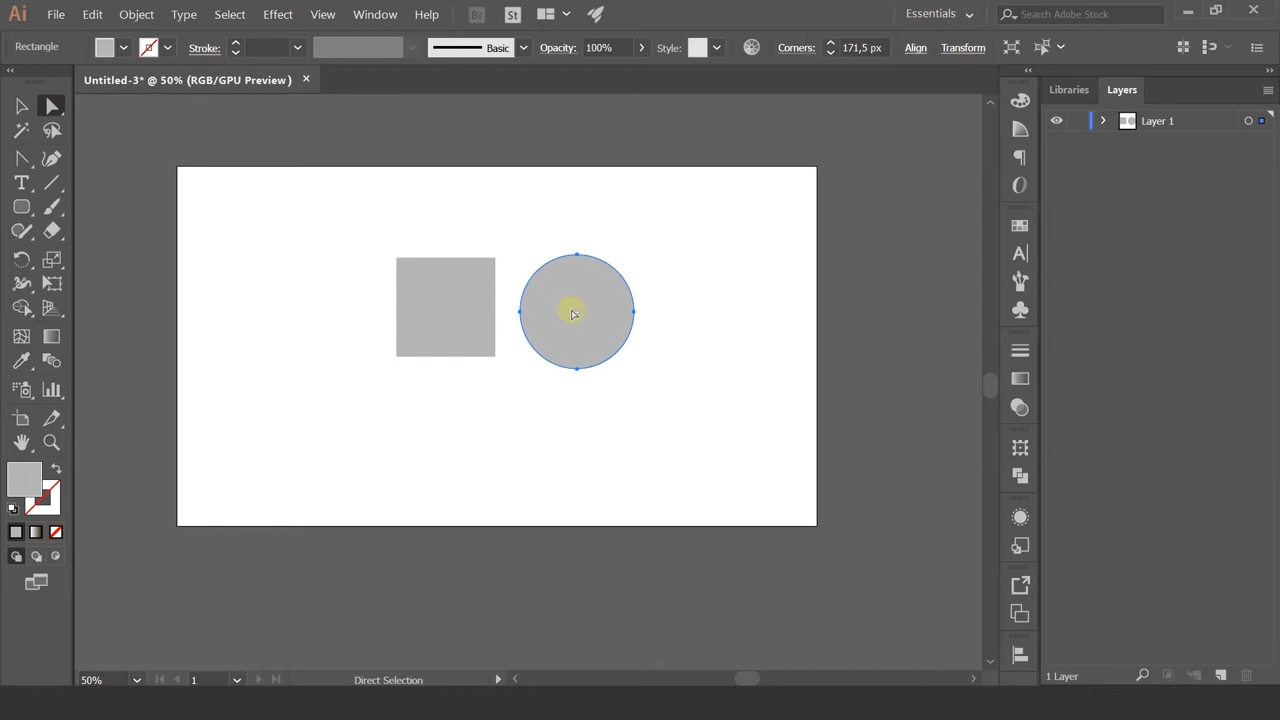 Ai File Edit Object Type Select Effect View Window Help Br St Essentials Search Adobe Stock
Rectangle Stroke: Basic Opacity: 100% Style: Corners: 171,5 px Align Transform
Untitled-3* @ 50% (RGB/GPU Preview)
Libraries Layers
Layer 1
50% 1 Direct Selection
1 Layer